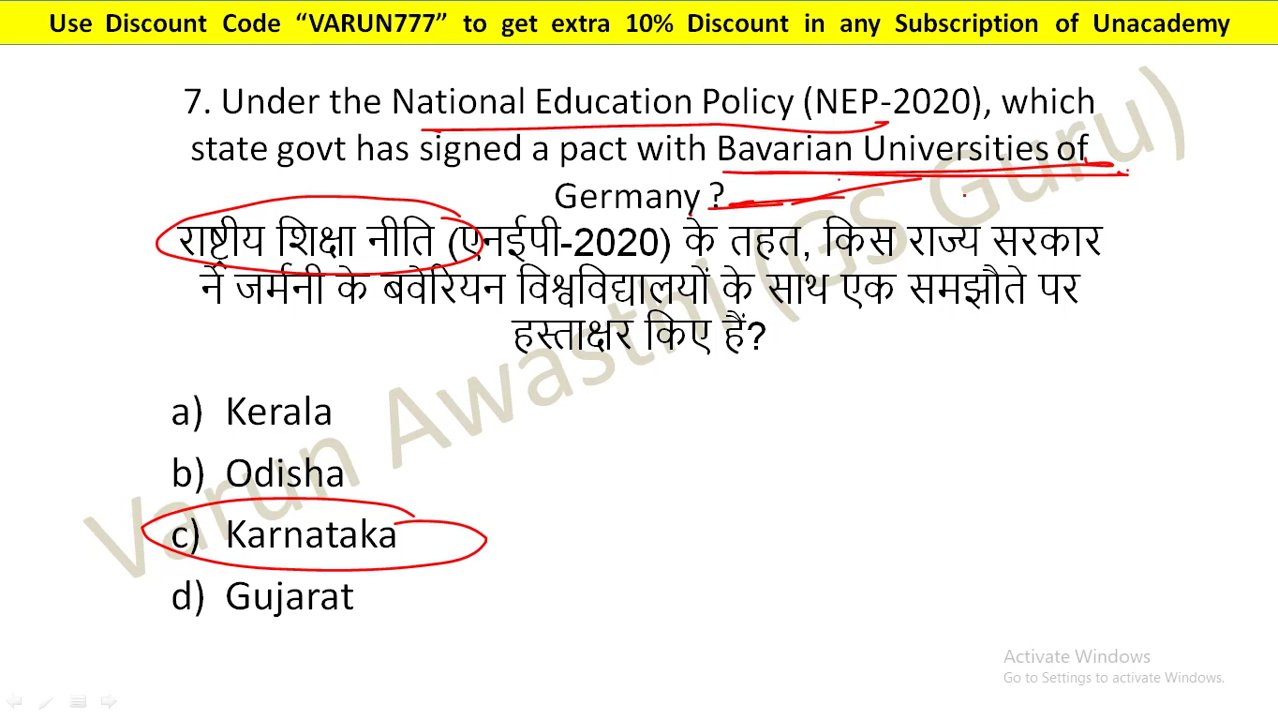 Use Discount Code “VARUN777” to get extra 10% Discount in any Subscription of Unacademy
7. Under the National Education Policy (NEP-2020), which
state govt has signed a pact with Bavarian Universities of
Germany ?
राष्ट्रीय शिक्षा नीति (एनईपी-2020) के तहत, किस राज्य सरकार
ने जर्मनी के बवेरियन विश्वविद्यालयों के साथ एक समझौते पर
हस्ताक्षर किए हैं?
a) Kerala
b) Odisha
c) Karnataka
d) Gujarat
Varun Awasthi (GS Guru)
Activate Windows
Go to Settings to activate Windows.